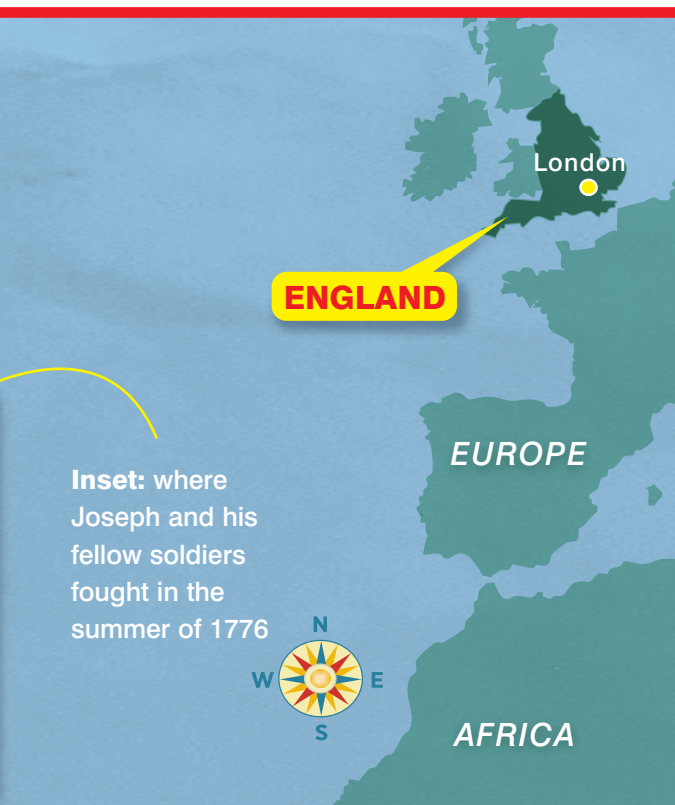 London
ENGLAND
EUROPE
Inset: where
Joseph and his
fellow soldiers
fought in the
summer of 1776
N
W E
S
AFRICA